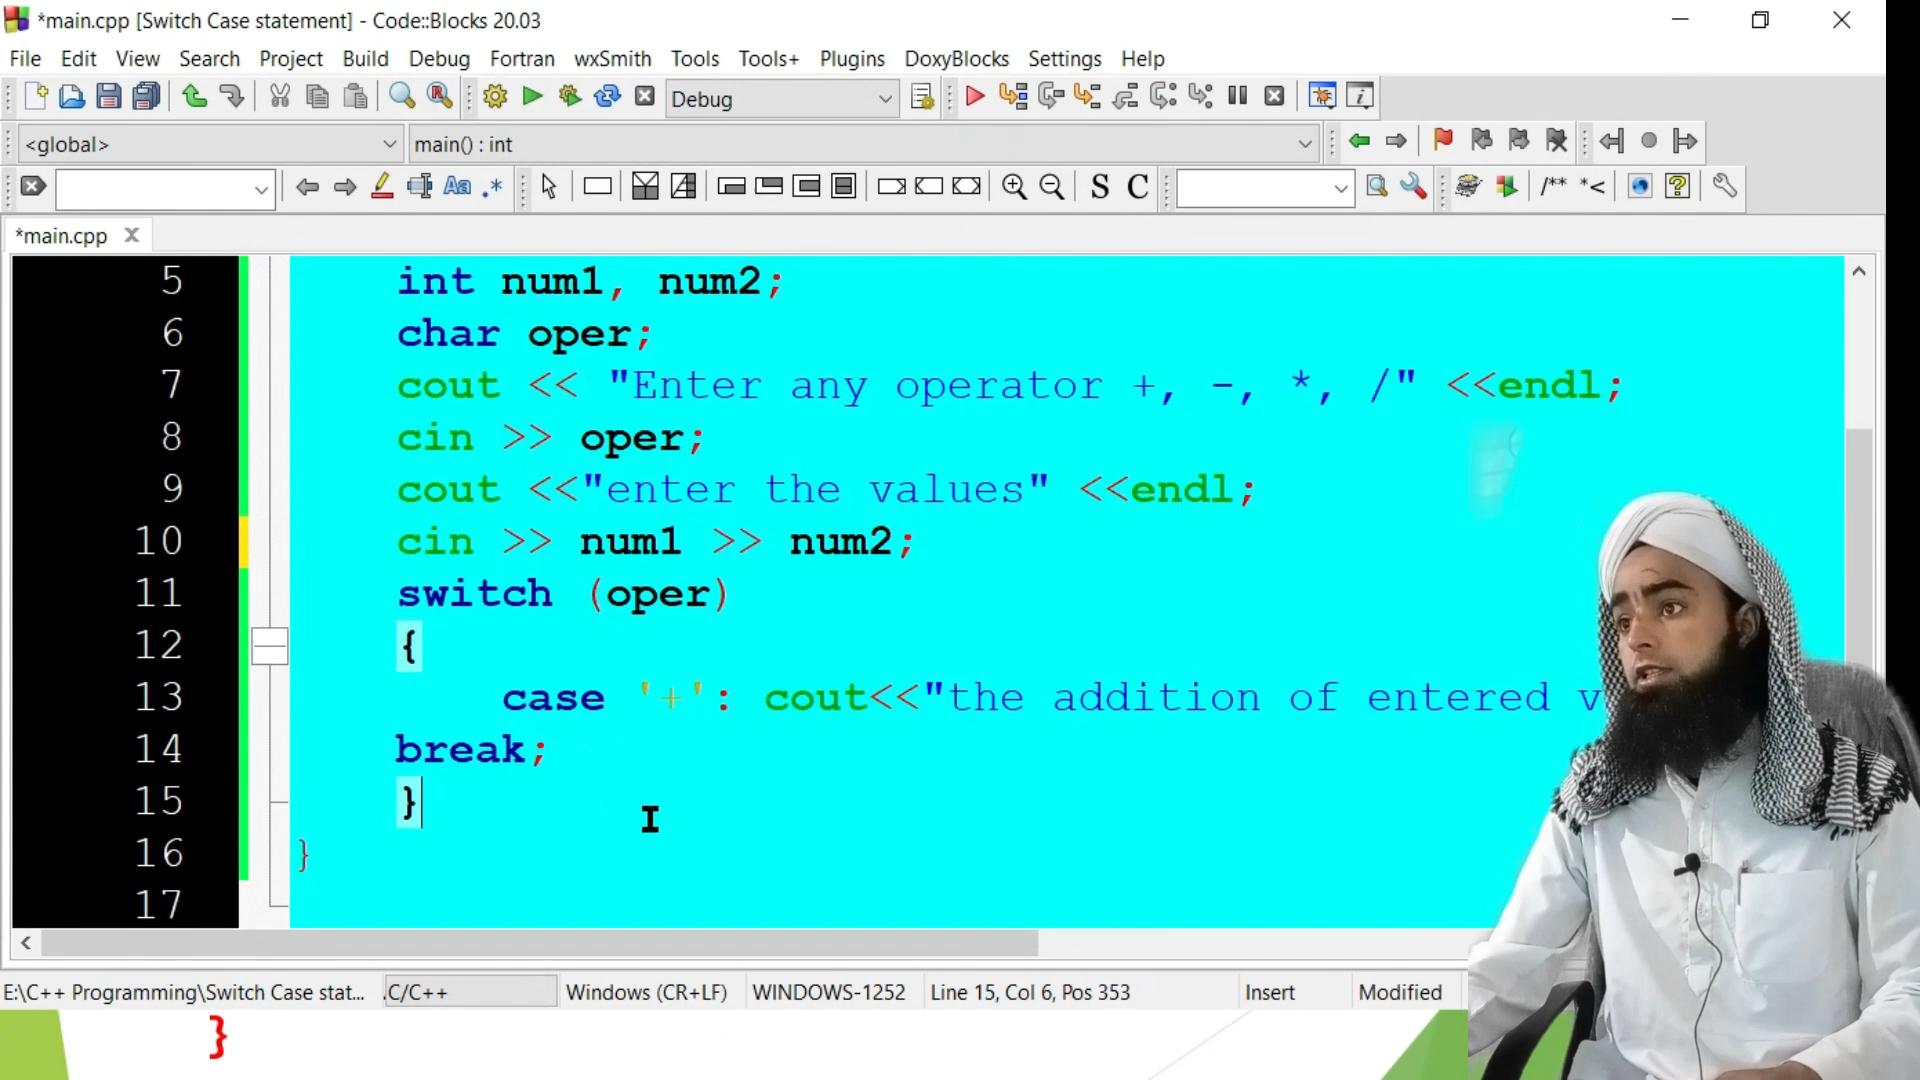 *main.cpp [Switch Case statement] - Code::Blocks 20.03
File Edit View Search Project Build Debug Fortran wxSmith Tools Tools+ Plugins DoxyBlocks Settings Help
Debug
<global> main() : int
S C /** *<
*main.cpp
5 int num1, num2;
6 char oper;
7 cout << "Enter any operator +, -, *, /" <<endl;
8 cin >> oper;
9 cout <<"enter the values" <<endl;
10 cin >> num1 >> num2;
11 switch (oper)
12 {
13 case '+': cout<<"the addition of entered v
14 break;
15 }
16 }
17
E:\C++ Programming\Switch Case stat... C/C++ Windows (CR+LF) WINDOWS-1252 Line 15, Col 6, Pos 353 Insert Modified
}